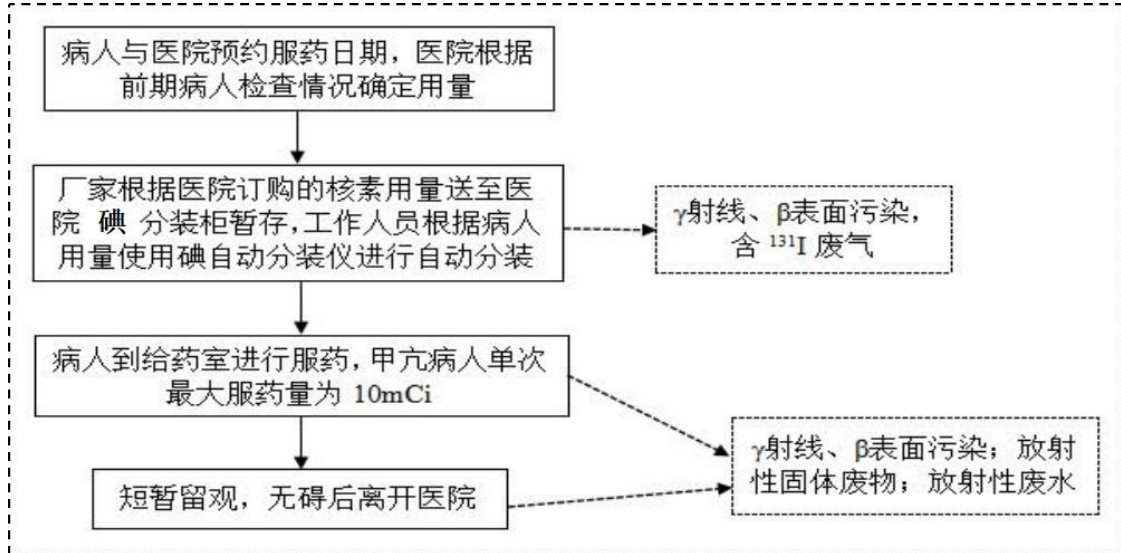 病人与医院预约服药日期，医院根据
前期病人检查情况确定用量
厂家根据医院订购的核素用量送至医
院 碘 分装柜暂存，工作人员根据病人
用量使用碘自动分装仪进行自动分装
γ射线、β表面污染，
含 ¹³¹I 废气
病人到给药室进行服药，甲亢病人单次
最大服药量为 10mCi
γ射线、β表面污染；放射
性固体废物；放射性废水
短暂留观，无碍后离开医院